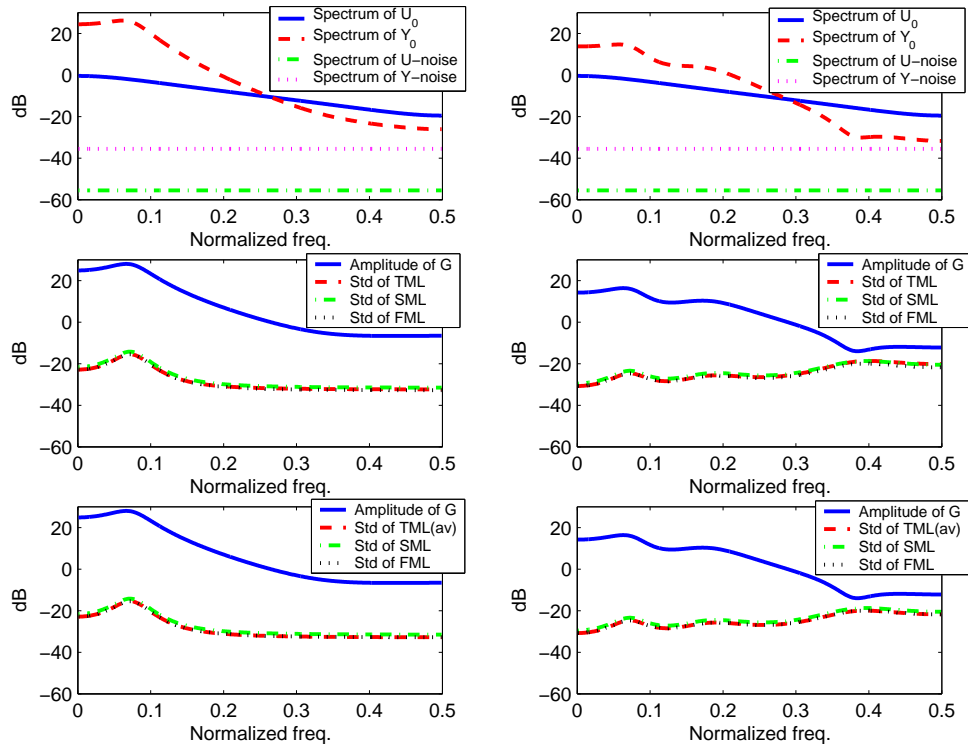 Spectrum of U0
Spectrum of Y0
Spectrum of U−noise
Spectrum of Y−noise
20
0
−20
−40
−60
dB
0 0.1 0.2 0.3 0.4 0.5
Normalized freq.
Spectrum of U0
Spectrum of Y0
Spectrum of U−noise
Spectrum of Y−noise
20
0
−20
−40
−60
dB
0 0.1 0.2 0.3 0.4 0.5
Normalized freq.
Amplitude of G
Std of TML
Std of SML
Std of FML
20
0
−20
−40
−60
dB
0 0.1 0.2 0.3 0.4 0.5
Normalized freq.
Amplitude of G
Std of TML
Std of SML
Std of FML
20
0
−20
−40
−60
dB
0 0.1 0.2 0.3 0.4 0.5
Normalized freq.
Amplitude of G
Std of TML(av)
Std of SML
Std of FML
20
0
−20
−40
−60
dB
0 0.1 0.2 0.3 0.4 0.5
Normalized freq.
Amplitude of G
Std of TML(av)
Std of SML
Std of FML
20
0
−20
−40
−60
dB
0 0.1 0.2 0.3 0.4 0.5
Normalized freq.